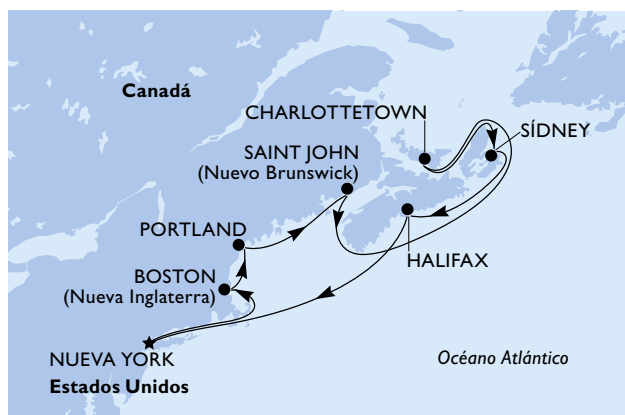 Canadá
CHARLOTTETOWN
SÍDNEY
SAINT JOHN
(Nuevo Brunswick)
PORTLAND
HALIFAX
BOSTON
(Nueva Inglaterra)
NUEVA YORK
Estados Unidos
Océano Atlántico